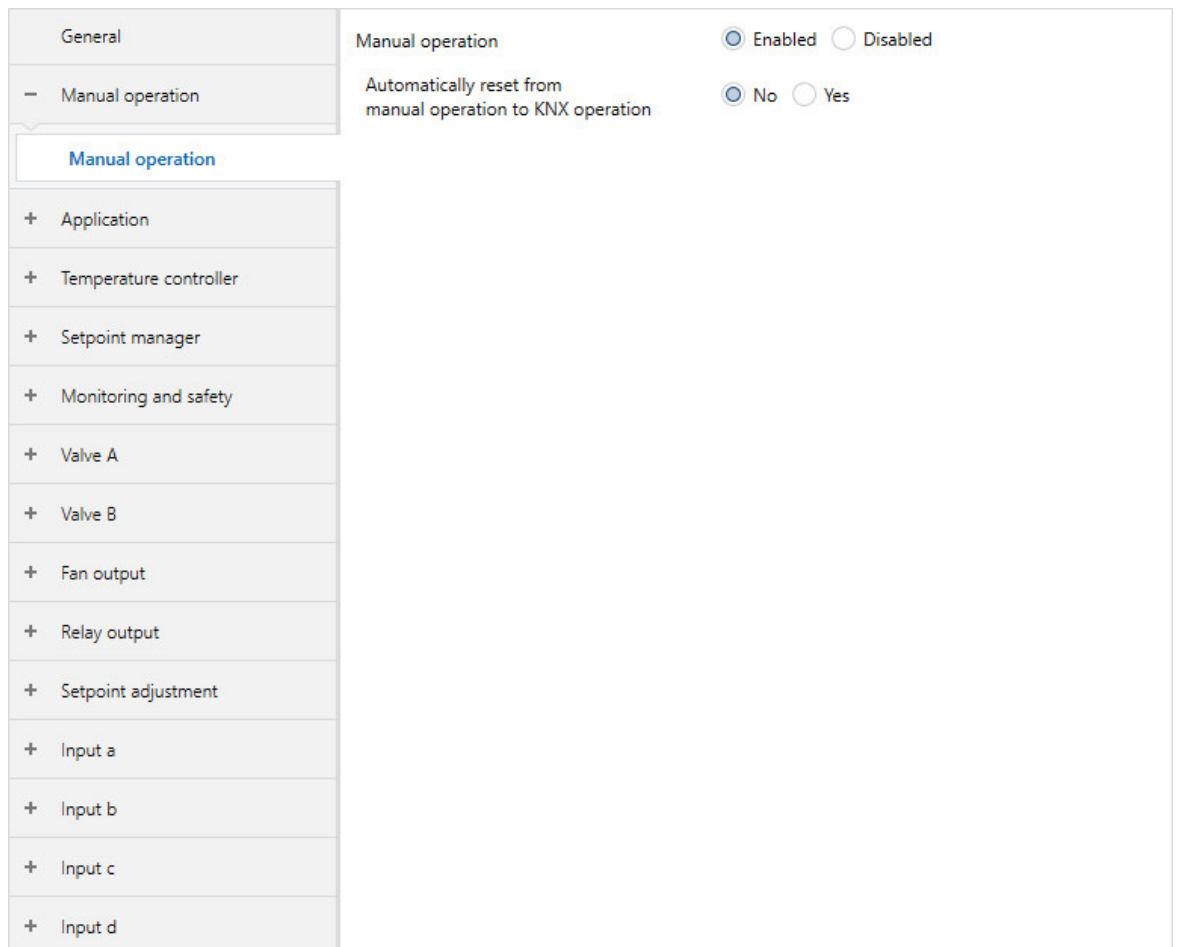 General
Manual operation
Manual operation
Application
Temperature controller
Setpoint manager
Monitoring and safety
Valve A
Valve B
Fan output
Relay output
Setpoint adjustment
Input a
Input b
Input c
Input d
Manual operation Enabled Disabled
Automatically reset from
manual operation to KNX operation No Yes